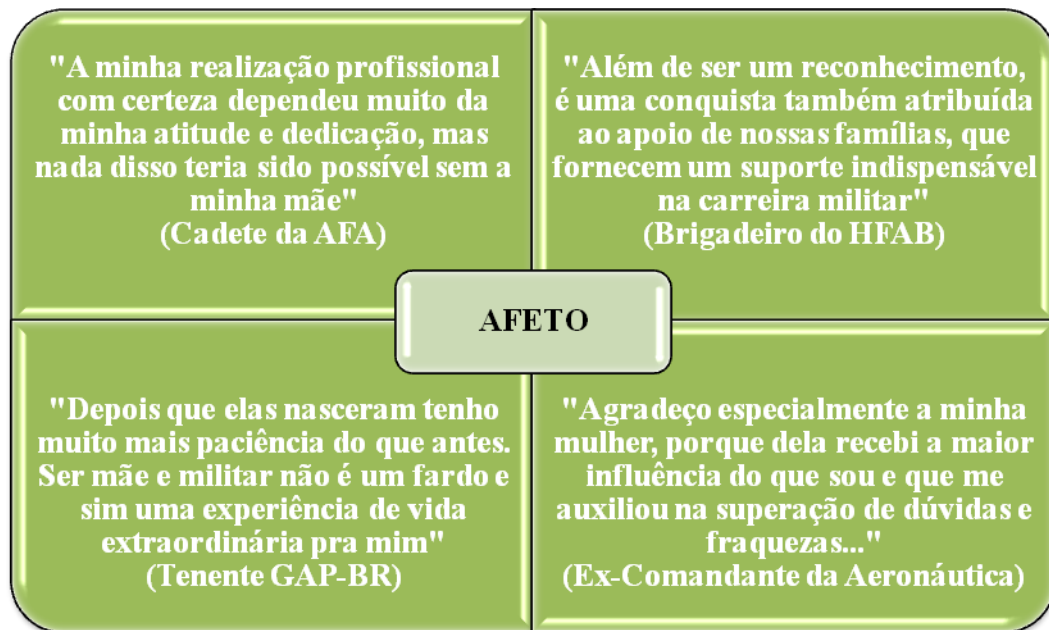 "A minha realização profissional
com certeza dependeu muito da
minha atitude e dedicação, mas
nada disso teria sido possível sem a
minha mãe"
(Cadete da AFA)
"Além de ser um reconhecimento,
é uma conquista também atribuída
ao apoio de nossas famílias, que
fornecem um suporte indispensável
na carreira militar"
(Brigadeiro do HFAB)
AFETO
"Depois que elas nasceram tenho
muito mais paciência do que antes.
Ser mãe e militar não é um fardo e
sim uma experiência de vida
extraordinária pra mim"
(Tenente GAP-BR)
"Agradeço especialmente a minha
mulher, porque dela recebi a maior
influência do que sou e que me
auxiliou na superação de dúvidas e
fraquezas..."
(Ex-Comandante da Aeronáutica)